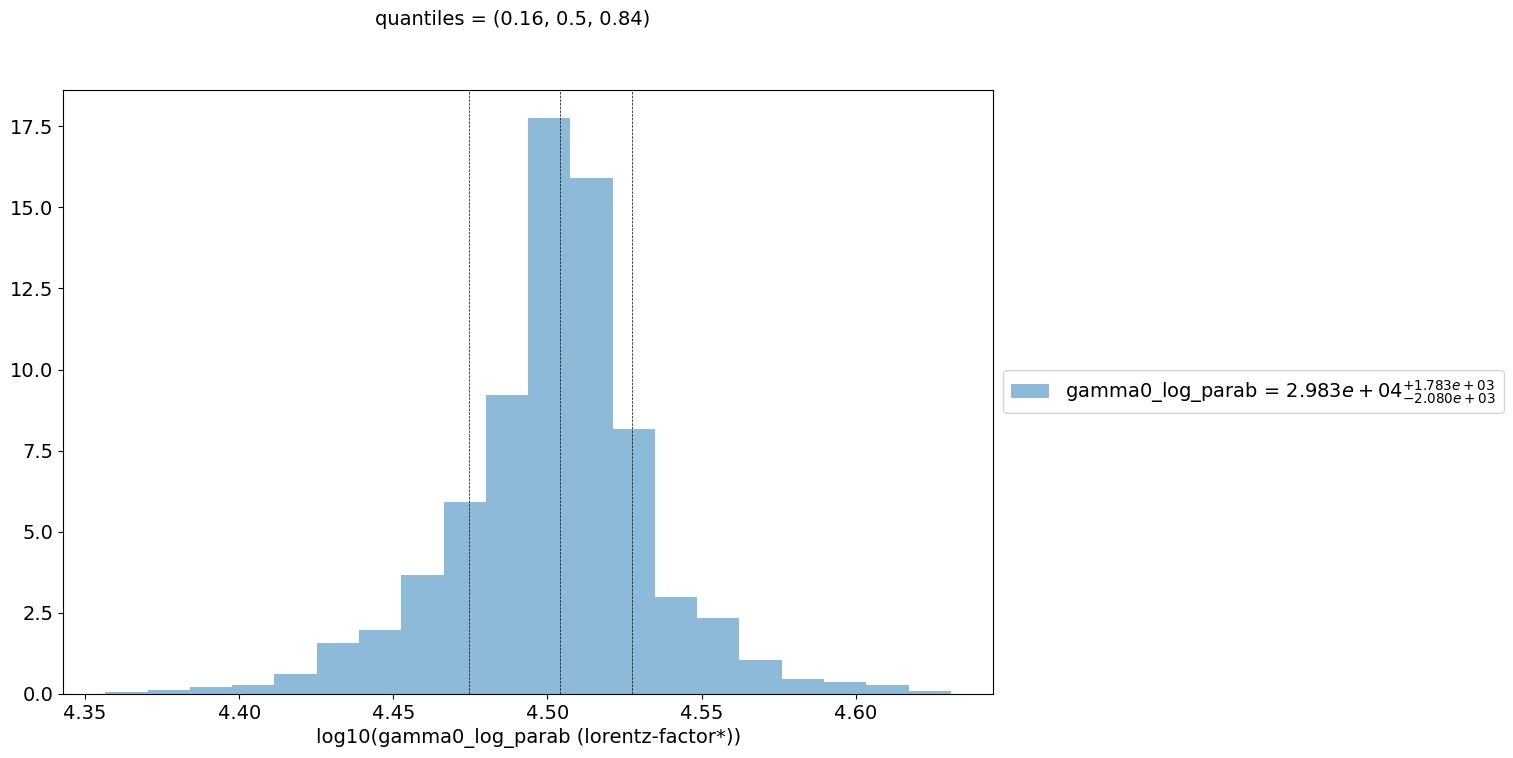 quantiles = (0.16, 0.5, 0.84)
17.5
15.0
12.5
10.0
7.5
5.0
2.5
0.0
4.35 4.40 4.45 4.50 4.55 4.60
log10(gamma0_log_parab (lorentz-factor*))
gamma0_log_parab = 2.983e + 04 +1.783e+03 −2.080e+03